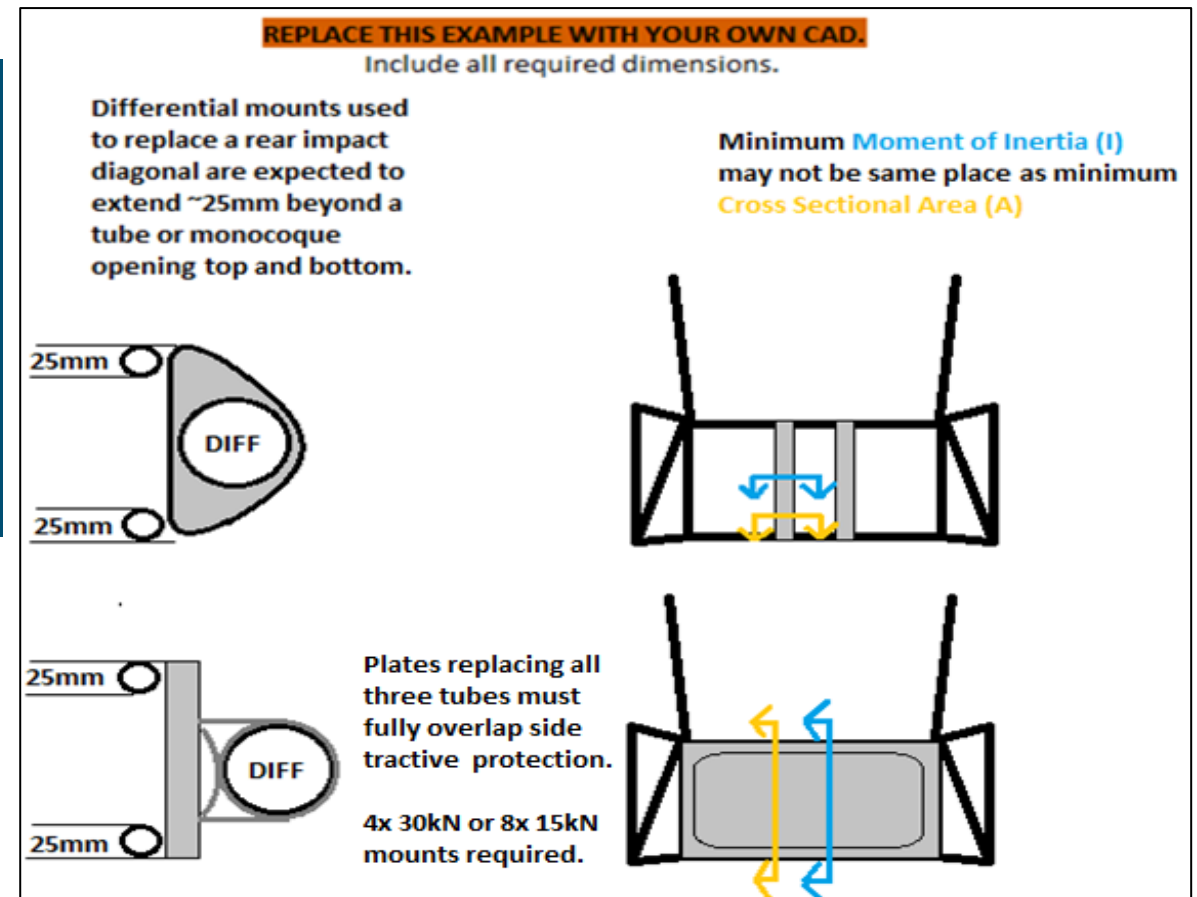 REPLACE THIS EXAMPLE WITH YOUR OWN CAD.
Include all required dimensions.
Differential mounts used
to replace a rear impact
diagonal are expected to
extend ~25mm beyond a
tube or monocoque
opening top and bottom.
Minimum Moment of Inertia (I)
may not be same place as minimum
Cross Sectional Area (A)
25mm
DIFF
25mm
25mm
DIFF
25mm
Plates replacing all
three tubes must
fully overlap side
tractive protection.
4x 30kN or 8x 15kN
mounts required.